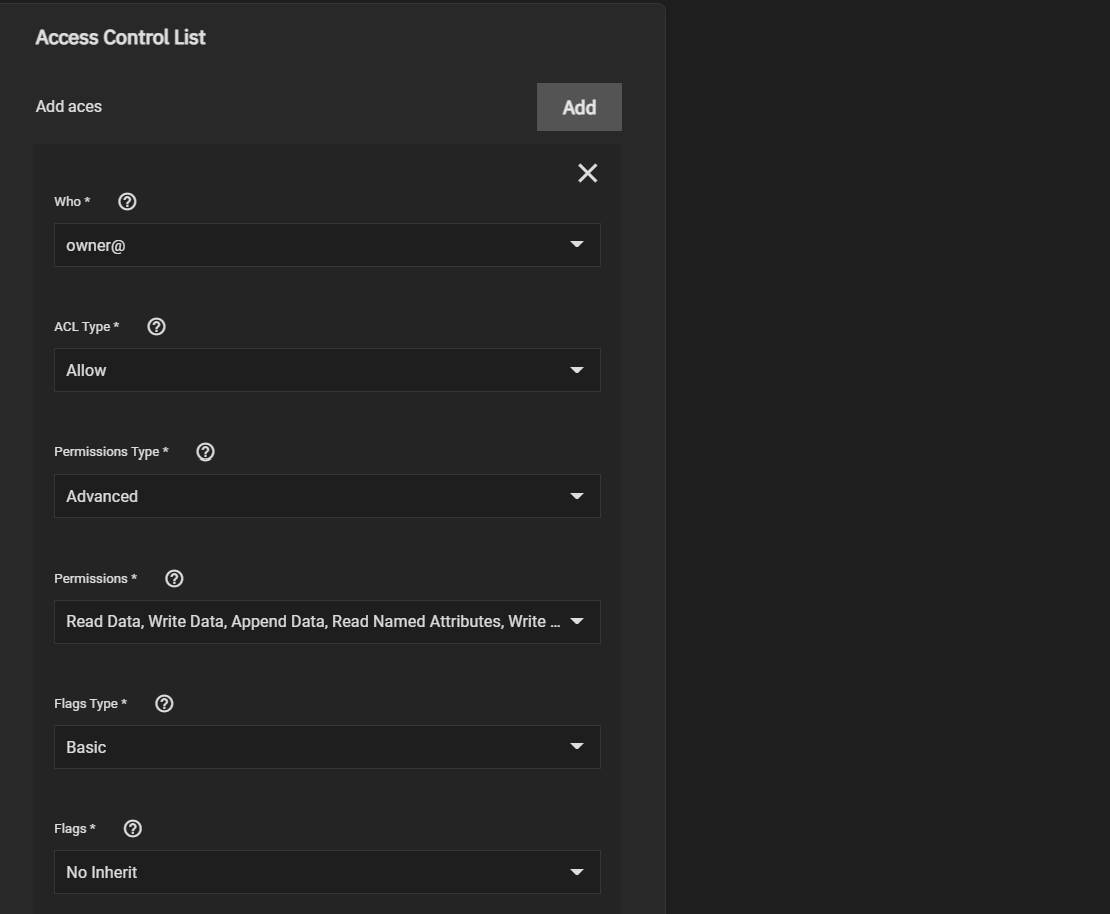 Access Control List
Add aces
Add
Who *
owner@
ACL Type *
Allow
Permissions Type *
Advanced
Permissions *
Read Data, Write Data, Append Data, Read Named Attributes, Write ...
Flags Type *
Basic
Flags *
No Inherit